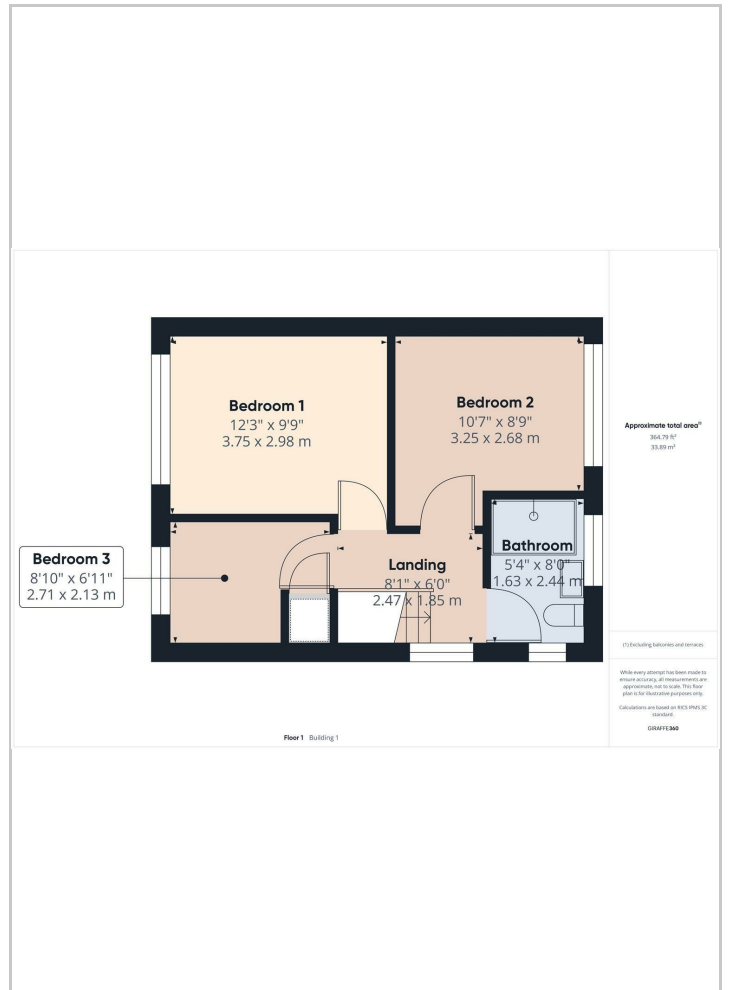 Bedroom 1
12'3" x 9'9"
3.75 x 2.98 m
Bedroom 2
10'7" x 8'9"
3.25 x 2.68 m
Bedroom 3
8'10" x 6'11"
2.71 x 2.13 m
Landing
8'1" x 6'0"
2.47 x 1.85 m
Bathroom
5'4" x 8'0"
1.63 x 2.44 m
Floor 1 Building 1
Approximate total area⁽¹⁾
364.79 ft²
33.89 m²
(1) Excluding balconies and terraces
While every attempt has been made to
ensure accuracy, all measurements are
approximate, not to scale. This floor
plan is for illustrative purposes only.
Calculations are based on RICS IPMS 3C
standard.
GIRAFFE360